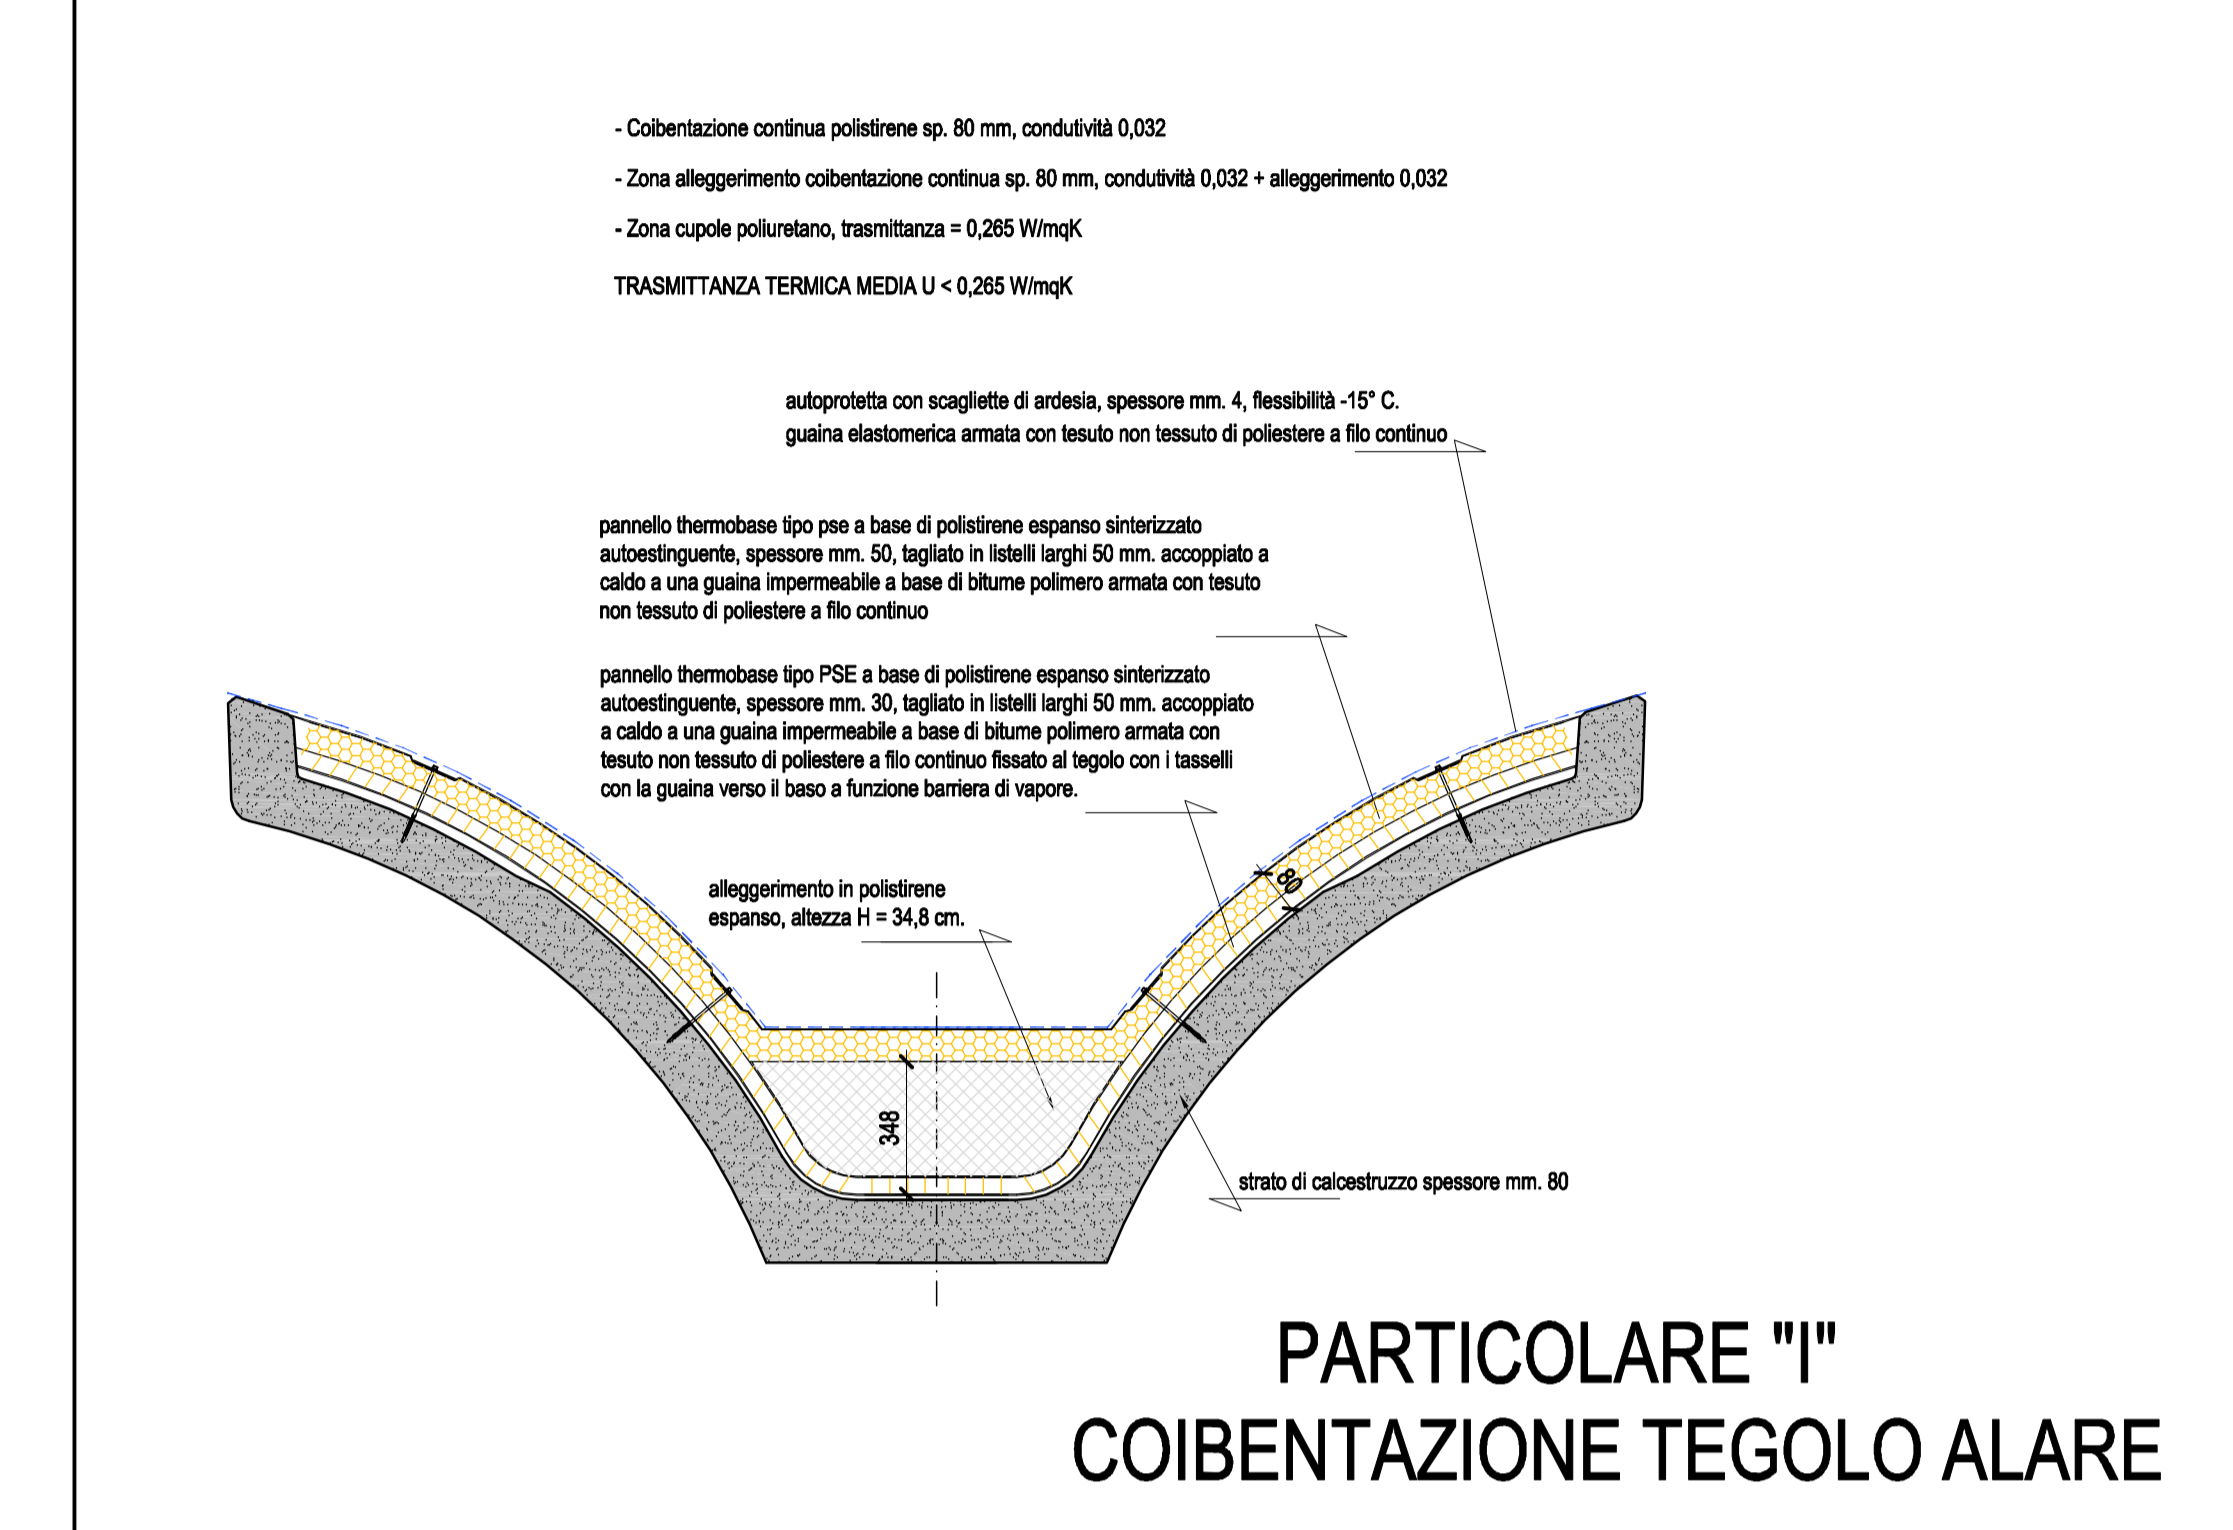 - Coibentazione continua polistirene sp. 80 mm, condutività 0,032
- Zona alleggerimento coibentazione continua sp. 80 mm, condutività 0,032 + alleggerimento 0,032
- Zona cupole poliuretano, trasmittanza = 0,265 W/mqK
TRASMITTANZA TERMICA MEDIA U < 0,265 W/mqK
autoprotetta con scagliette di ardesia, spessore mm. 4, flessibilità -15° C.
guaina elastomerica armata con tesuto non tessuto di poliestere a filo continuo
pannello thermobase tipo pse a base di polistirene espanso sinterizzato
autoestinguente, spessore mm. 50, tagliato in listelli larghi 50 mm. accoppiato a
caldo a una guaina impermeabile a base di bitume polimero armata con tesuto
non tessuto di poliestere a filo continuo
pannello thermobase tipo PSE a base di polistirene espanso sinterizzato
autoestinguente, spessore mm. 30, tagliato in listelli larghi 50 mm. accoppiato
a caldo a una guaina impermeabile a base di bitume polimero armata con
tesuto non tessuto di poliestere a filo continuo fissato al tegolo con i tasselli
con la guaina verso il baso a funzione barriera di vapore.
80
alleggerimento in polistirene
espanso, altezza H = 34,8 cm.
348
strato di calcestruzzo spessore mm. 80
PARTICOLARE "I"
COIBENTAZIONE TEGOLO ALARE